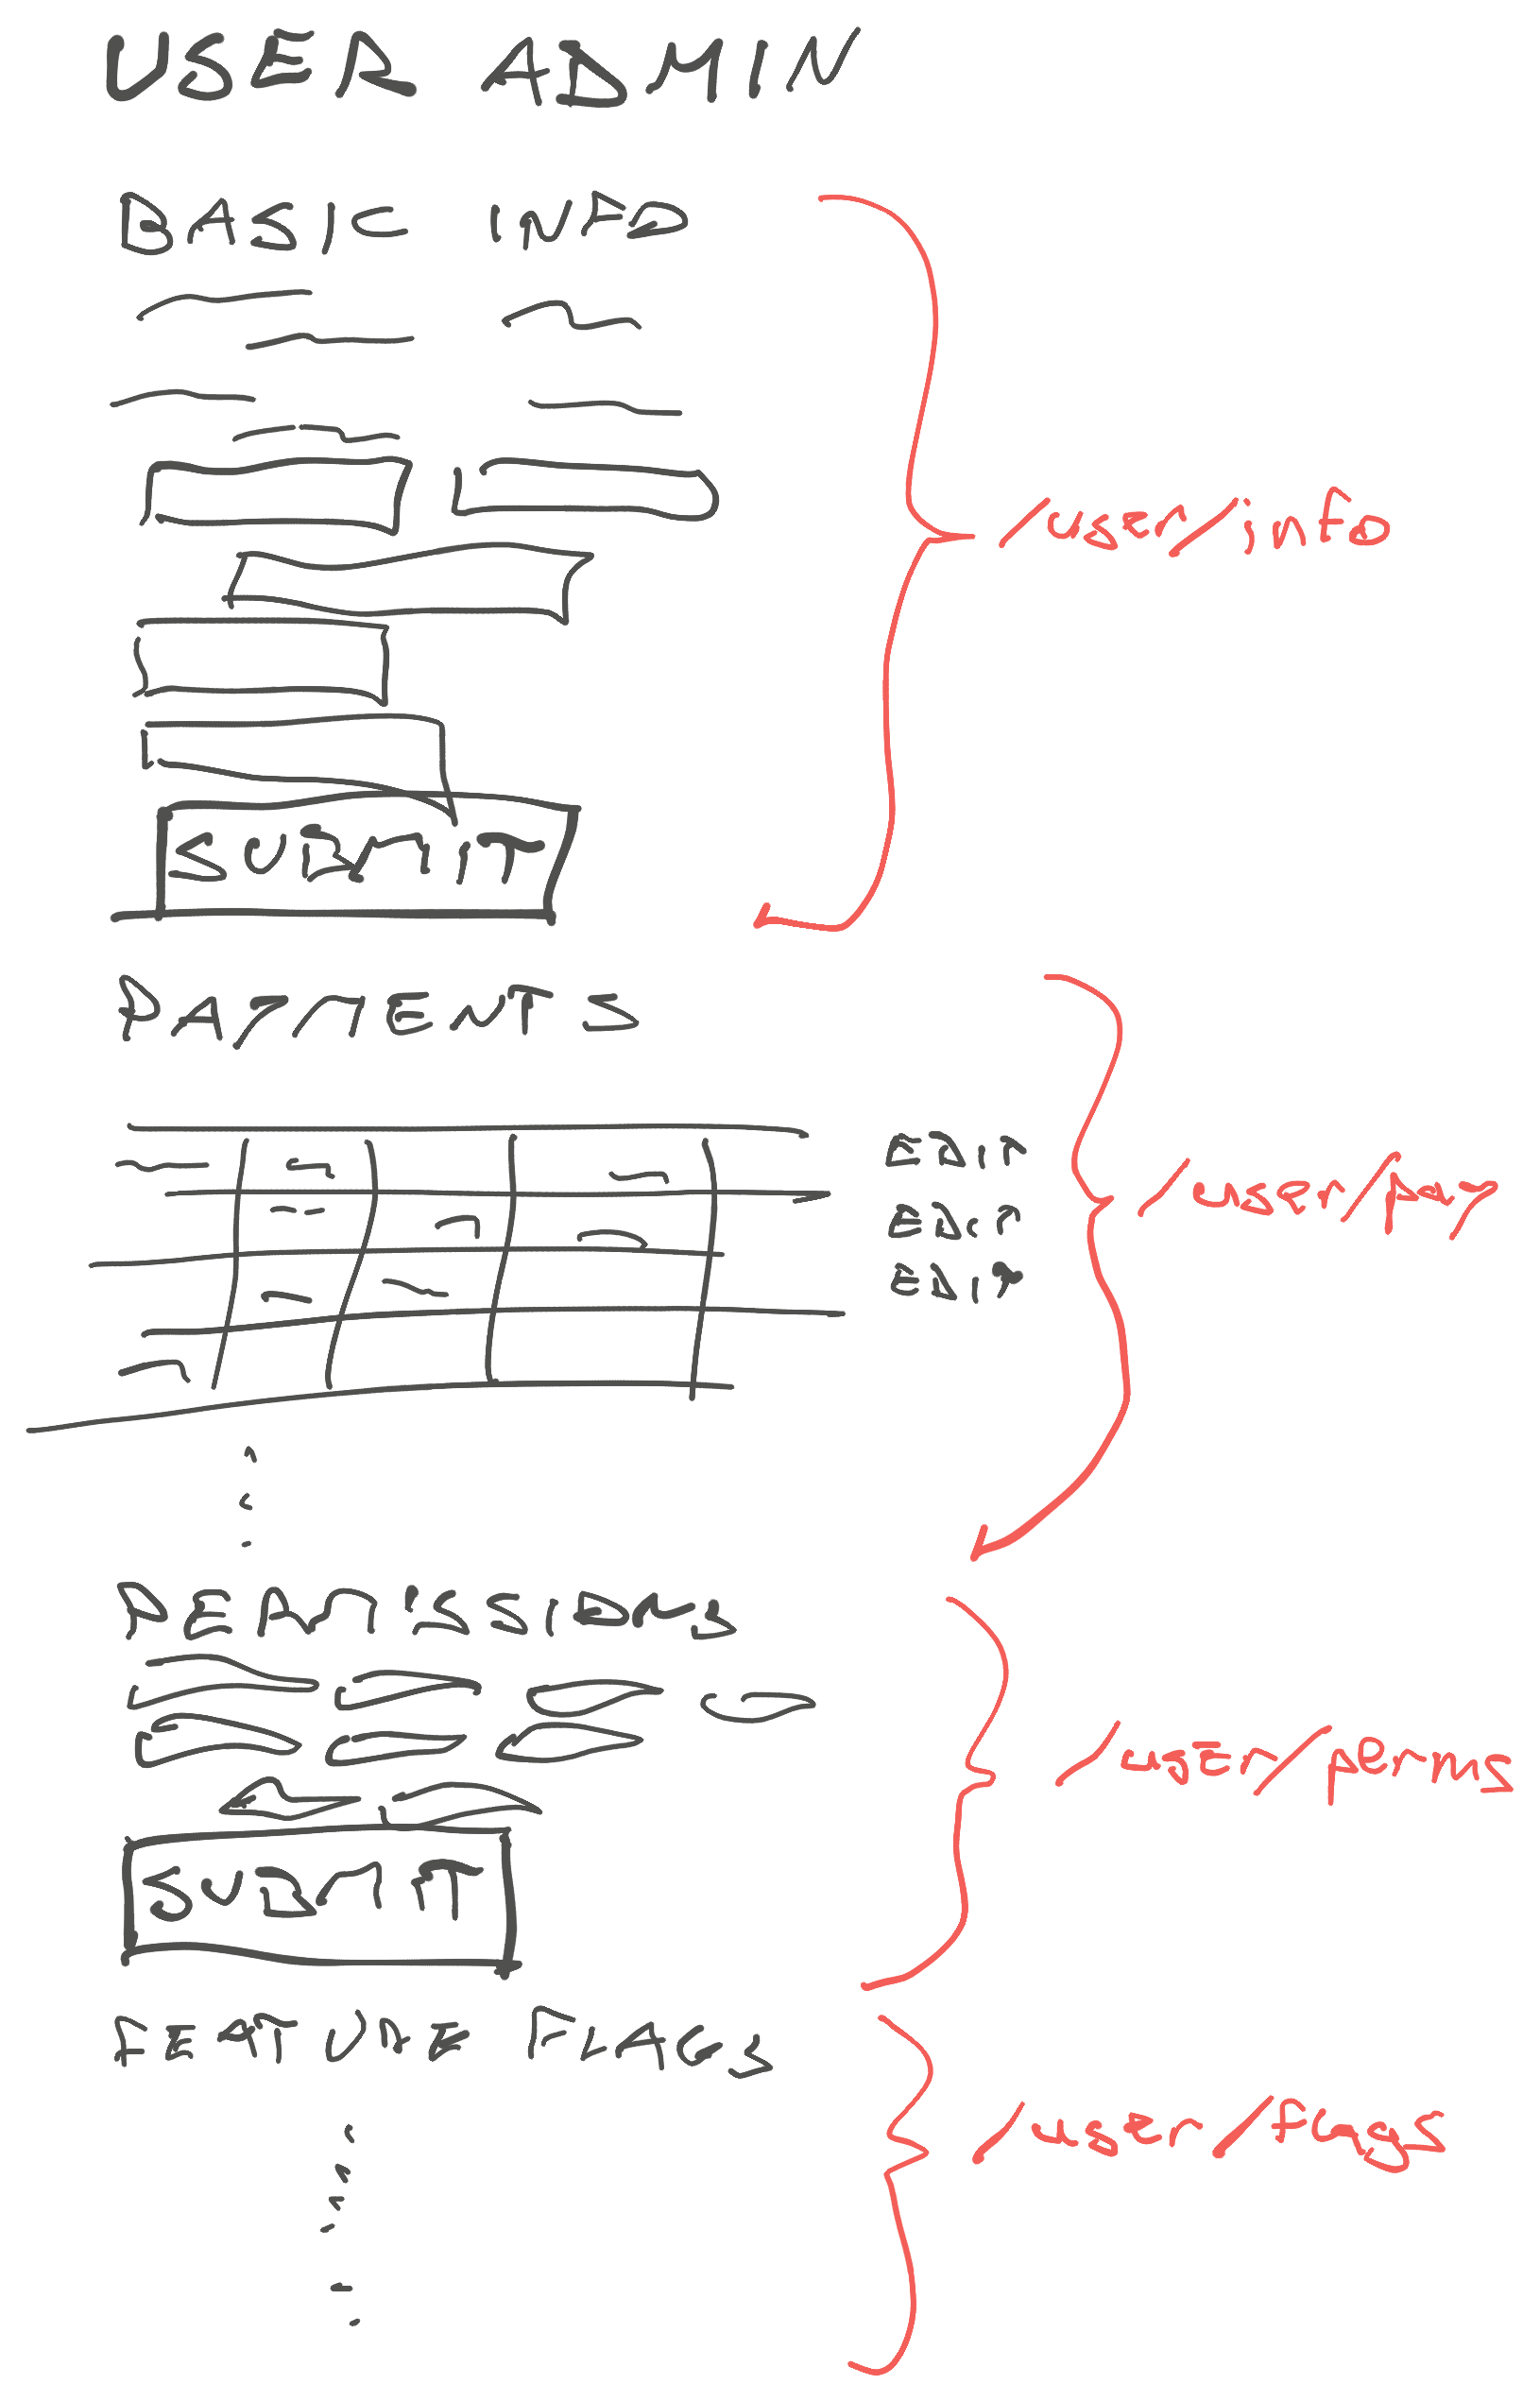 USER ADMIN
BASIC INFO
/user/info
SUBMIT
PAYMENTS
EDIT
/user/pay
EDIT
EDIT
PERMISSIONS
/user/perms
SUBMIT
FEATURE FLAGS
/user/flags